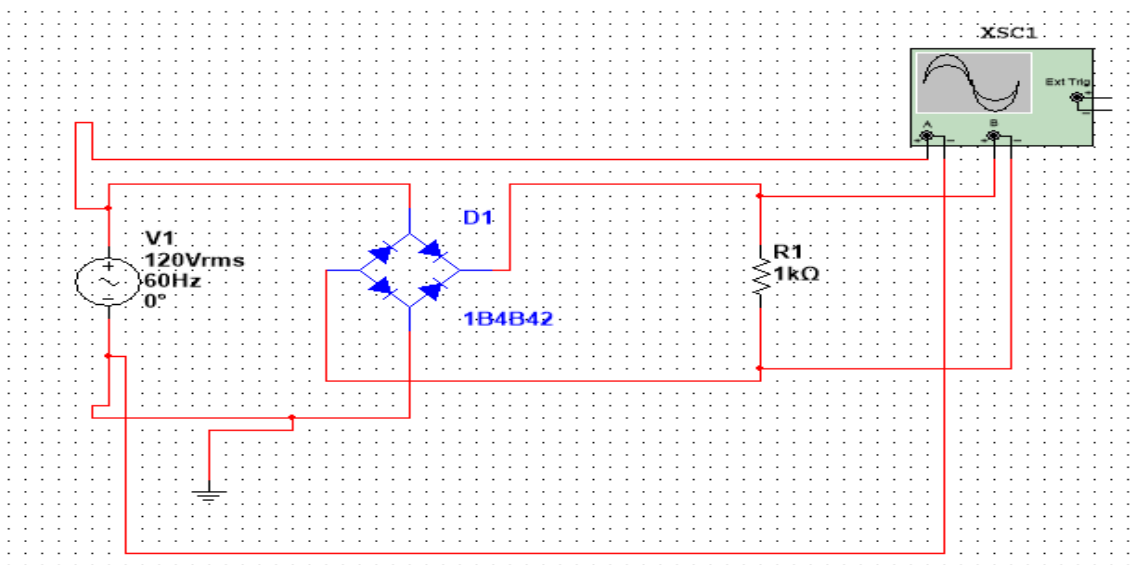 XSC1
Ext Trig
+
−
A
B
+ − + −
D1
V1
120Vrms
60Hz
0°
+
−
R1
1kΩ
1B4B42